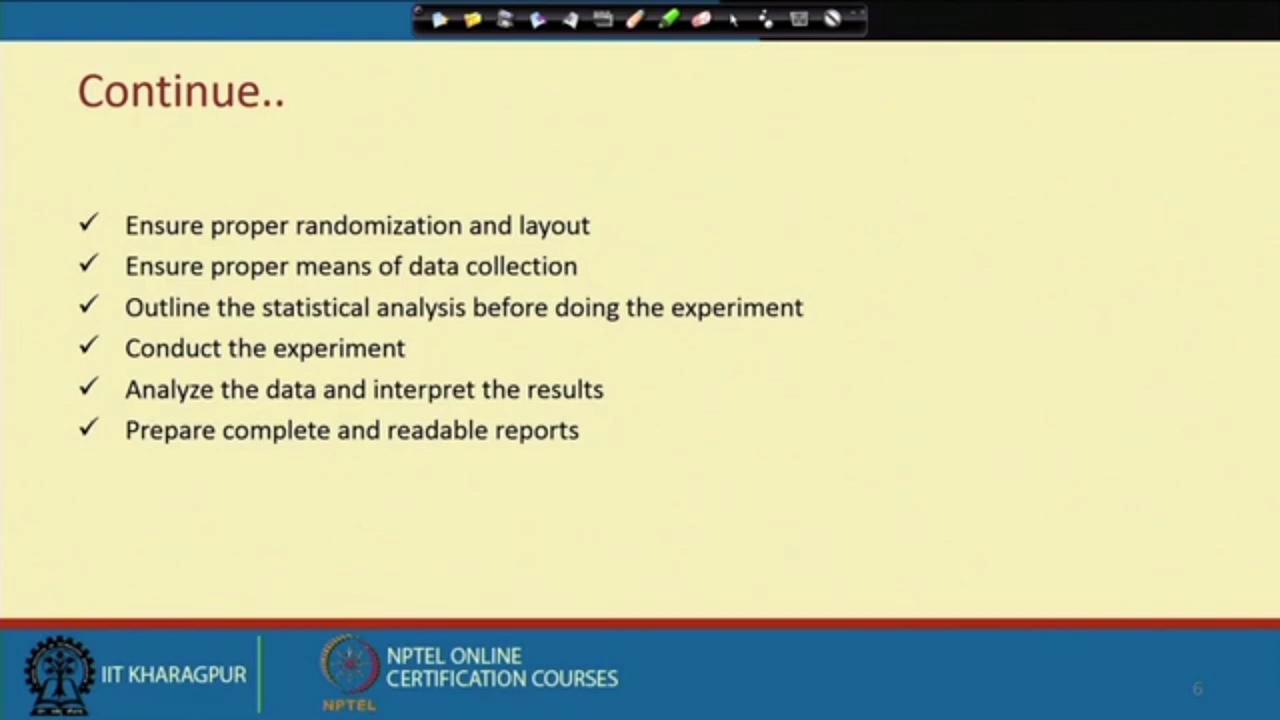 Continue..
✓ Ensure proper randomization and layout
✓ Ensure proper means of data collection
✓ Outline the statistical analysis before doing the experiment
✓ Conduct the experiment
✓ Analyze the data and interpret the results
✓ Prepare complete and readable reports
IIT KHARAGPUR
NPTEL
NPTEL ONLINE
CERTIFICATION COURSES
6